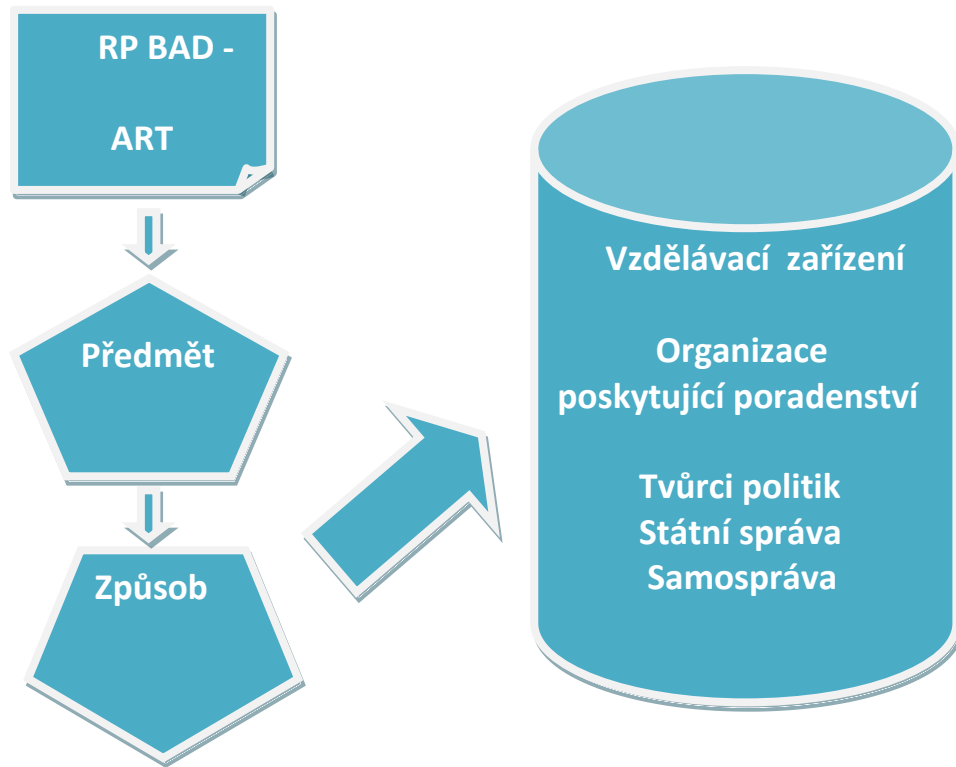 RP BAD -
ART
Předmět
Způsob
Vzdělávací zařízení
Organizace
poskytující poradenství
Tvůrci politik
Státní správa
Samospráva